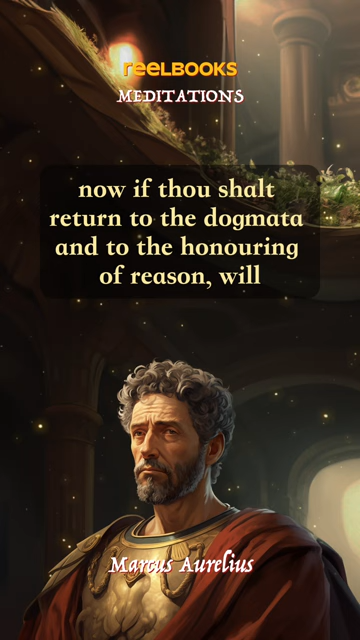 reelbooks
MEDITATIONS
now if thou shalt
return to the dogmata
and to the honouring
of reason, will
Marcus Aurelius